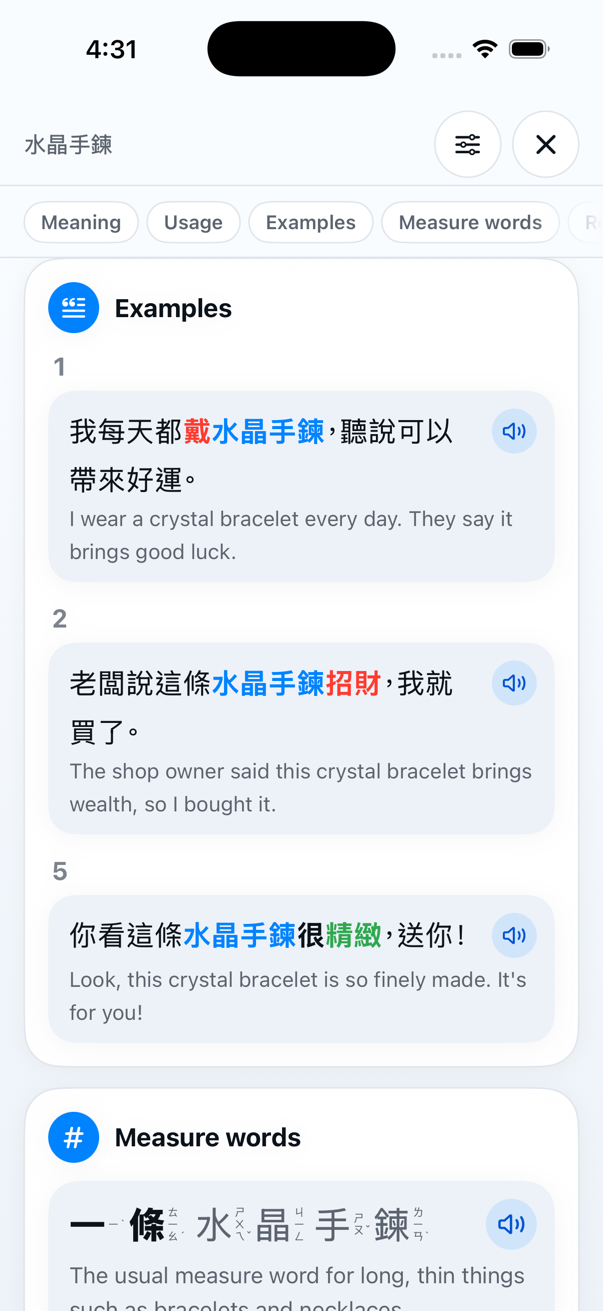 4:31
水晶手鍊
Meaning
Usage
Examples
Measure words
Examples
1
我每天都戴水晶手鍊，聽說可以
帶來好運。
I wear a crystal bracelet every day. They say it
brings good luck.
2
老闆說這條水晶手鍊招財，我就
買了。
The shop owner said this crystal bracelet brings
wealth, so I bought it.
5
你看這條水晶手鍊很精緻，送你！
Look, this crystal bracelet is so finely made. It's
for you!
# Measure words
一條 水晶手鍊
The usual measure word for long, thin things
such as bracelets and necklaces